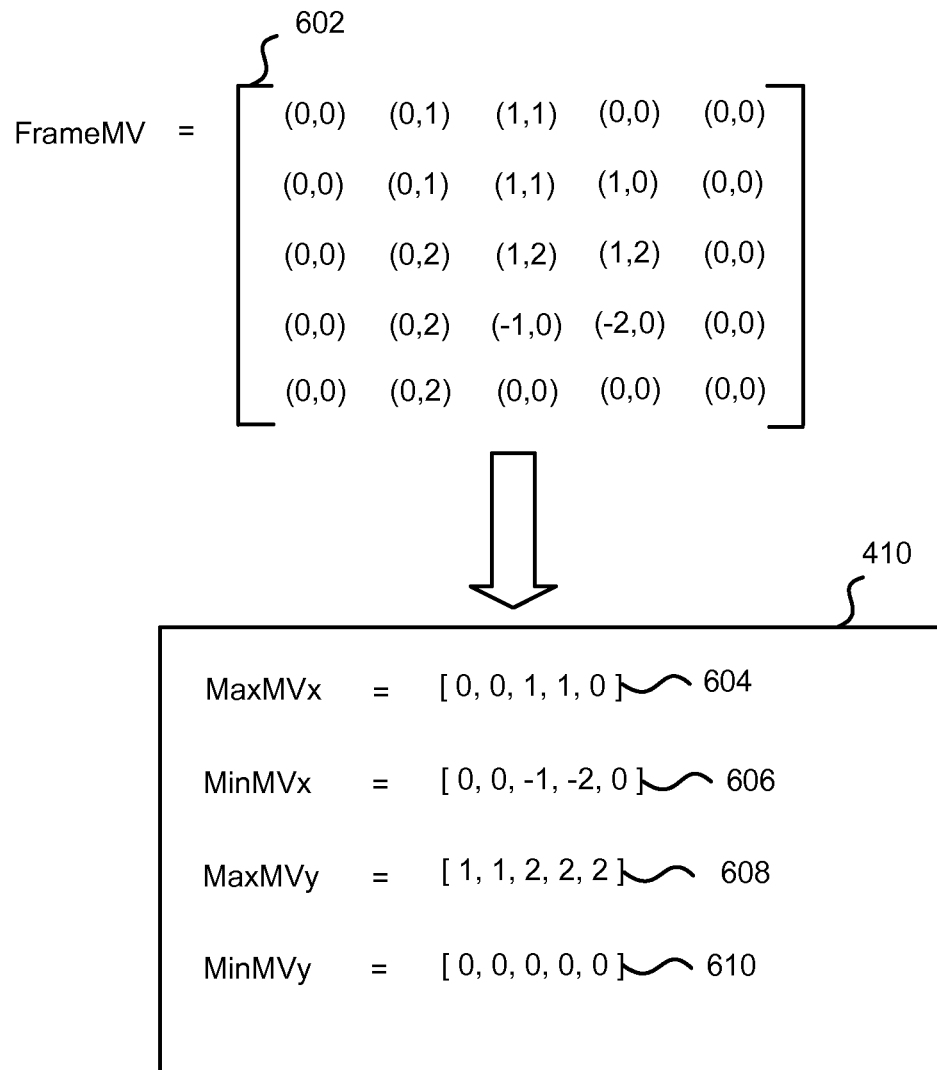 602
FrameMV = (0,0) (0,1) (1,1) (0,0) (0,0)
(0,0) (0,1) (1,1) (1,0) (0,0)
(0,0) (0,2) (1,2) (1,2) (0,0)
(0,0) (0,2) (-1,0) (-2,0) (0,0)
(0,0) (0,2) (0,0) (0,0) (0,0)
410
MaxMVx = [ 0, 0, 1, 1, 0 ] 604
MinMVx = [ 0, 0, -1, -2, 0 ] 606
MaxMVy = [ 1, 1, 2, 2, 2 ] 608
MinMVy = [ 0, 0, 0, 0, 0 ] 610